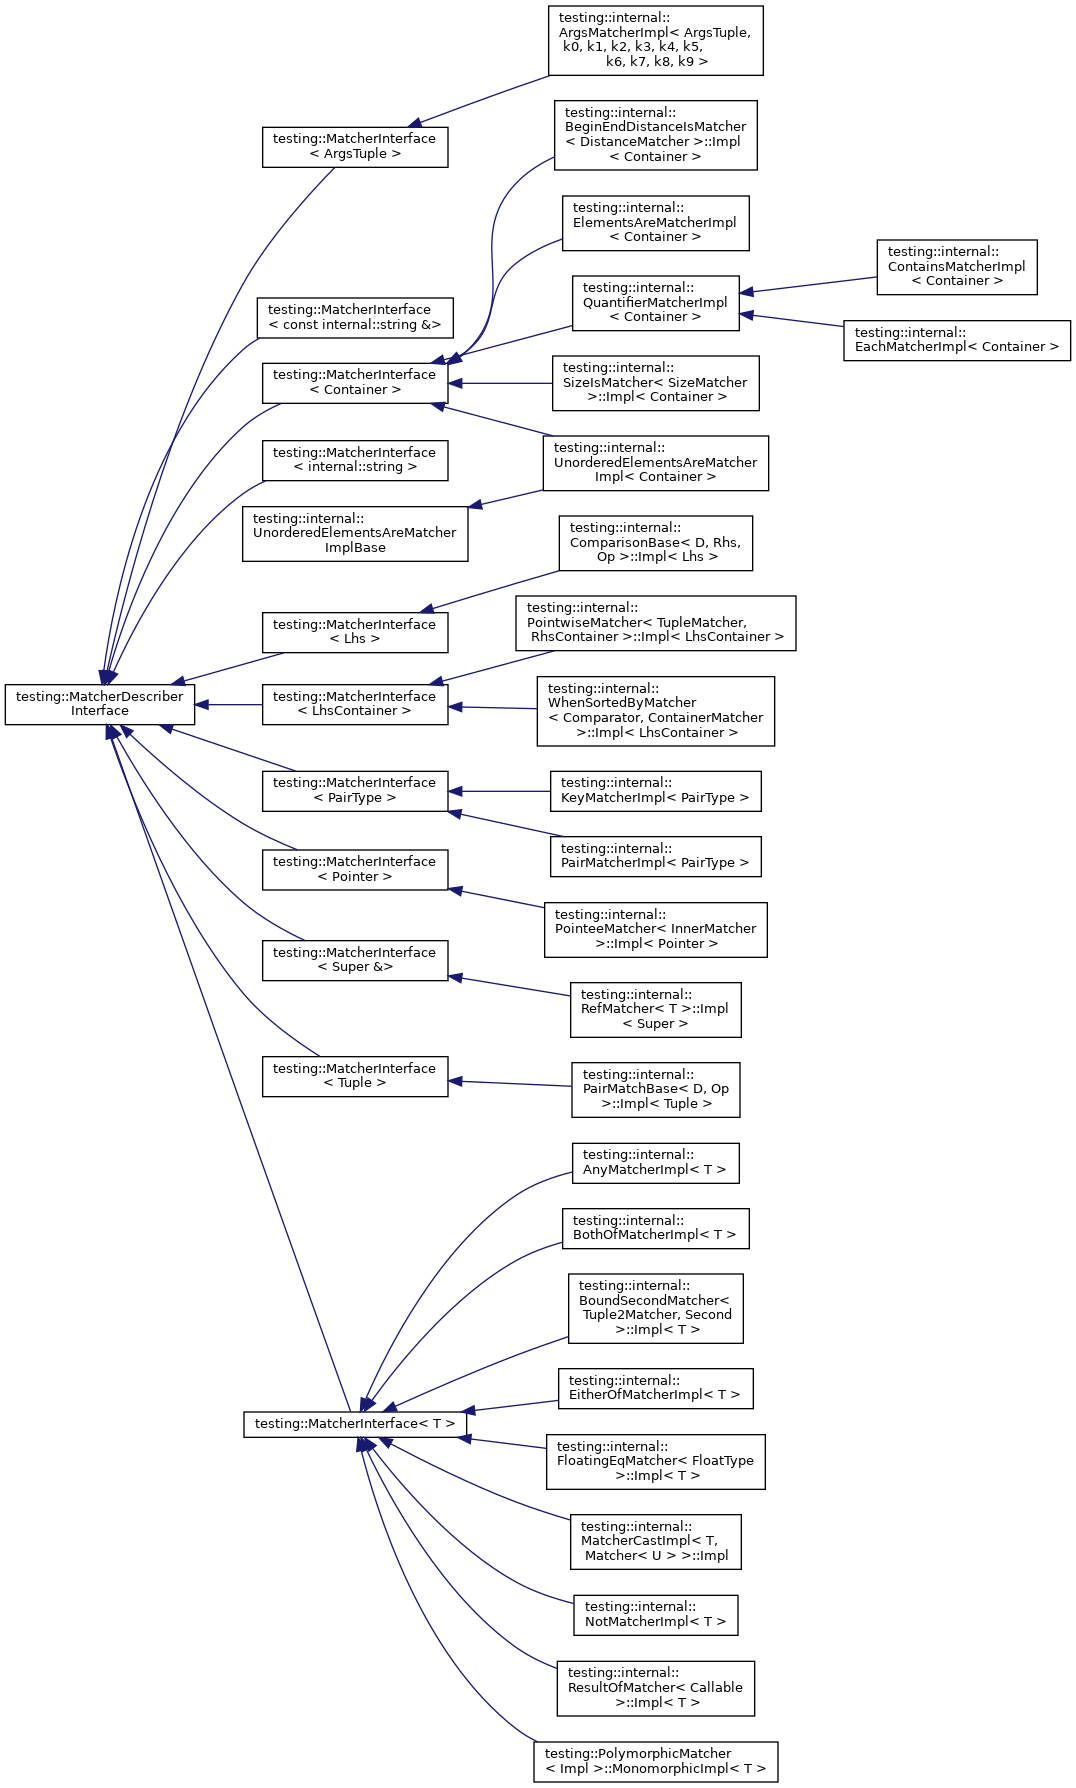 testing::internal::
ArgsMatcherImpl< ArgsTuple,
k0, k1, k2, k3, k4, k5,
k6, k7, k8, k9 >
testing::MatcherInterface
< ArgsTuple >
testing::internal::
BeginEndDistanceIsMatcher
< DistanceMatcher >::Impl
< Container >
testing::internal::
ElementsAreMatcherImpl
< Container >
testing::internal::
ContainsMatcherImpl
< Container >
testing::internal::
QuantifierMatcherImpl
< Container >
testing::MatcherInterface
< const internal::string &>
testing::internal::
EachMatcherImpl< Container >
testing::MatcherInterface
< Container >
testing::internal::
SizeIsMatcher< SizeMatcher
>::Impl< Container >
testing::MatcherInterface
< internal::string >
testing::internal::
UnorderedElementsAreMatcher
Impl< Container >
testing::internal::
UnorderedElementsAreMatcher
ImplBase
testing::internal::
ComparisonBase< D, Rhs,
Op >::Impl< Lhs >
testing::MatcherInterface
< Lhs >
testing::internal::
PointwiseMatcher< TupleMatcher,
RhsContainer >::Impl< LhsContainer >
testing::MatcherDescriber
Interface
testing::MatcherInterface
< LhsContainer >
testing::internal::
WhenSortedByMatcher
< Comparator, ContainerMatcher
>::Impl< LhsContainer >
testing::MatcherInterface
< PairType >
testing::internal::
KeyMatcherImpl< PairType >
testing::internal::
PairMatcherImpl< PairType >
testing::MatcherInterface
< Pointer >
testing::internal::
PointeeMatcher< InnerMatcher
>::Impl< Pointer >
testing::MatcherInterface
< Super &>
testing::internal::
RefMatcher< T >::Impl
< Super >
testing::MatcherInterface
< Tuple >
testing::internal::
PairMatchBase< D, Op
>::Impl< Tuple >
testing::internal::
AnyMatcherImpl< T >
testing::internal::
BothOfMatcherImpl< T >
testing::internal::
BoundSecondMatcher<
Tuple2Matcher, Second
>::Impl< T >
testing::internal::
EitherOfMatcherImpl< T >
testing::MatcherInterface< T >
testing::internal::
FloatingEqMatcher< FloatType
>::Impl< T >
testing::internal::
MatcherCastImpl< T,
Matcher< U > >::Impl
testing::internal::
NotMatcherImpl< T >
testing::internal::
ResultOfMatcher< Callable
>::Impl< T >
testing::PolymorphicMatcher
< Impl >::MonomorphicImpl< T >